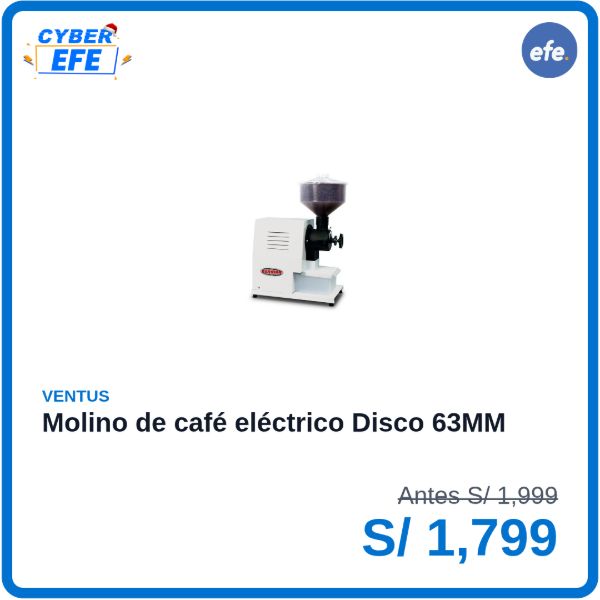 CYBER
EFE
efe.
VENTUS
Molino de café eléctrico Disco 63MM
Antes S/ 1,999
S/ 1,799